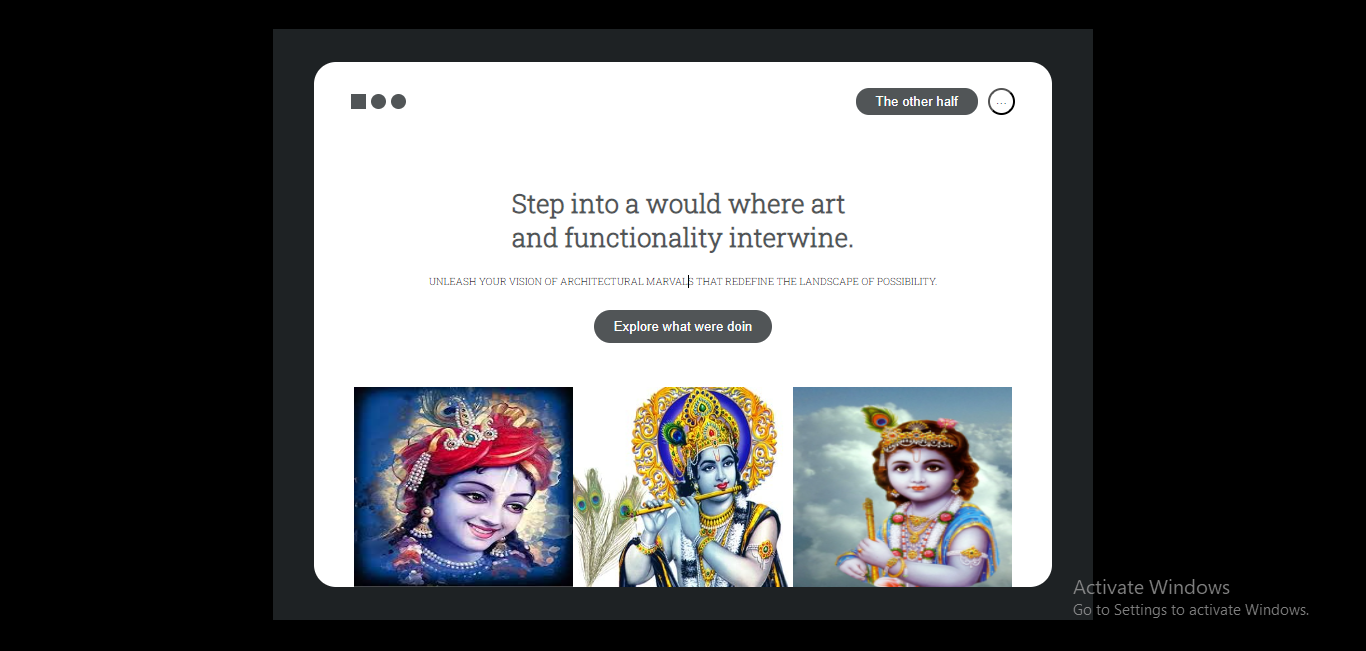 The other half
...
Step into a would where art
and functionality interwine.
UNLEASH YOUR VISION OF ARCHITECTURAL MARVALS THAT REDEFINE THE LANDSCAPE OF POSSIBILITY.
Explore what were doin
Activate Windows
Go to Settings to activate Windows.